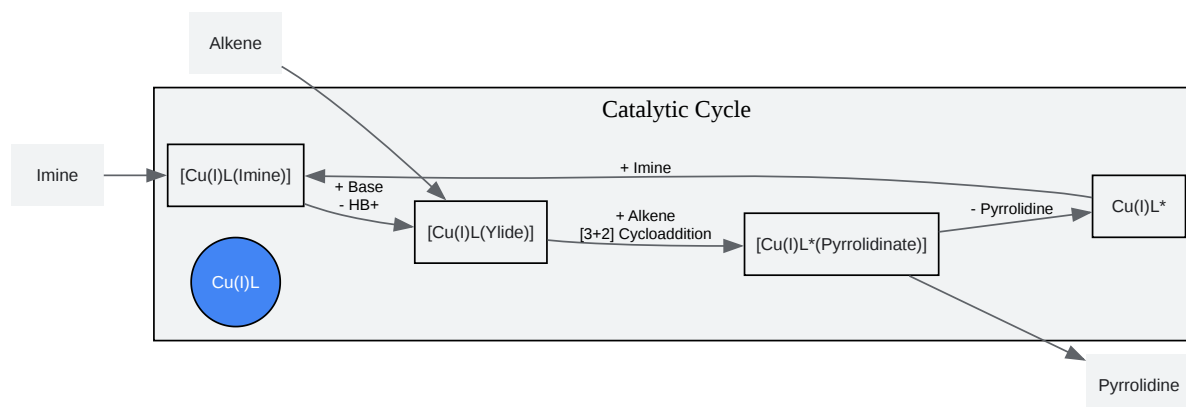 Alkene
Catalytic Cycle
Imine
[Cu(I)L(Imine)]
+ Imine
+ Base
- HB+
[Cu(I)L(Ylide)]
+ Alkene
[3+2] Cycloaddition
[Cu(I)L*(Pyrrolidinate)]
- Pyrrolidine
Cu(I)L*
Cu(I)L
Pyrrolidine